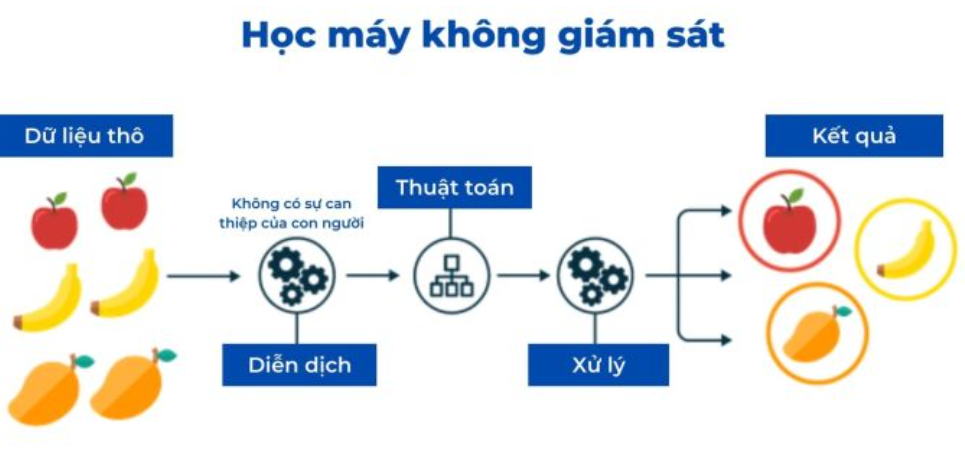 Học máy không giám sát
Dữ liệu thô
Kết quả
Thuật toán
Không có sự can
thiệp của con người
Diễn dịch
Xử lý